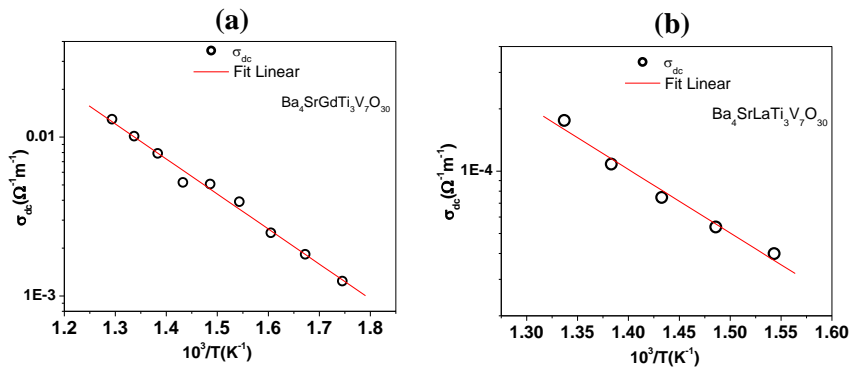 (a)
σdc
Fit Linear
Ba4SrGdTi3V7O30
0.01
1E-3
σdc(Ω-1m-1)
1.2 1.3 1.4 1.5 1.6 1.7 1.8
10³/T(K-1)
(b)
σdc
Fit Linear
Ba4SrLaTi3V7O30
1E-4
σdc(Ω-1m-1)
1.30 1.35 1.40 1.45 1.50 1.55 1.60
10³/T(K-1)